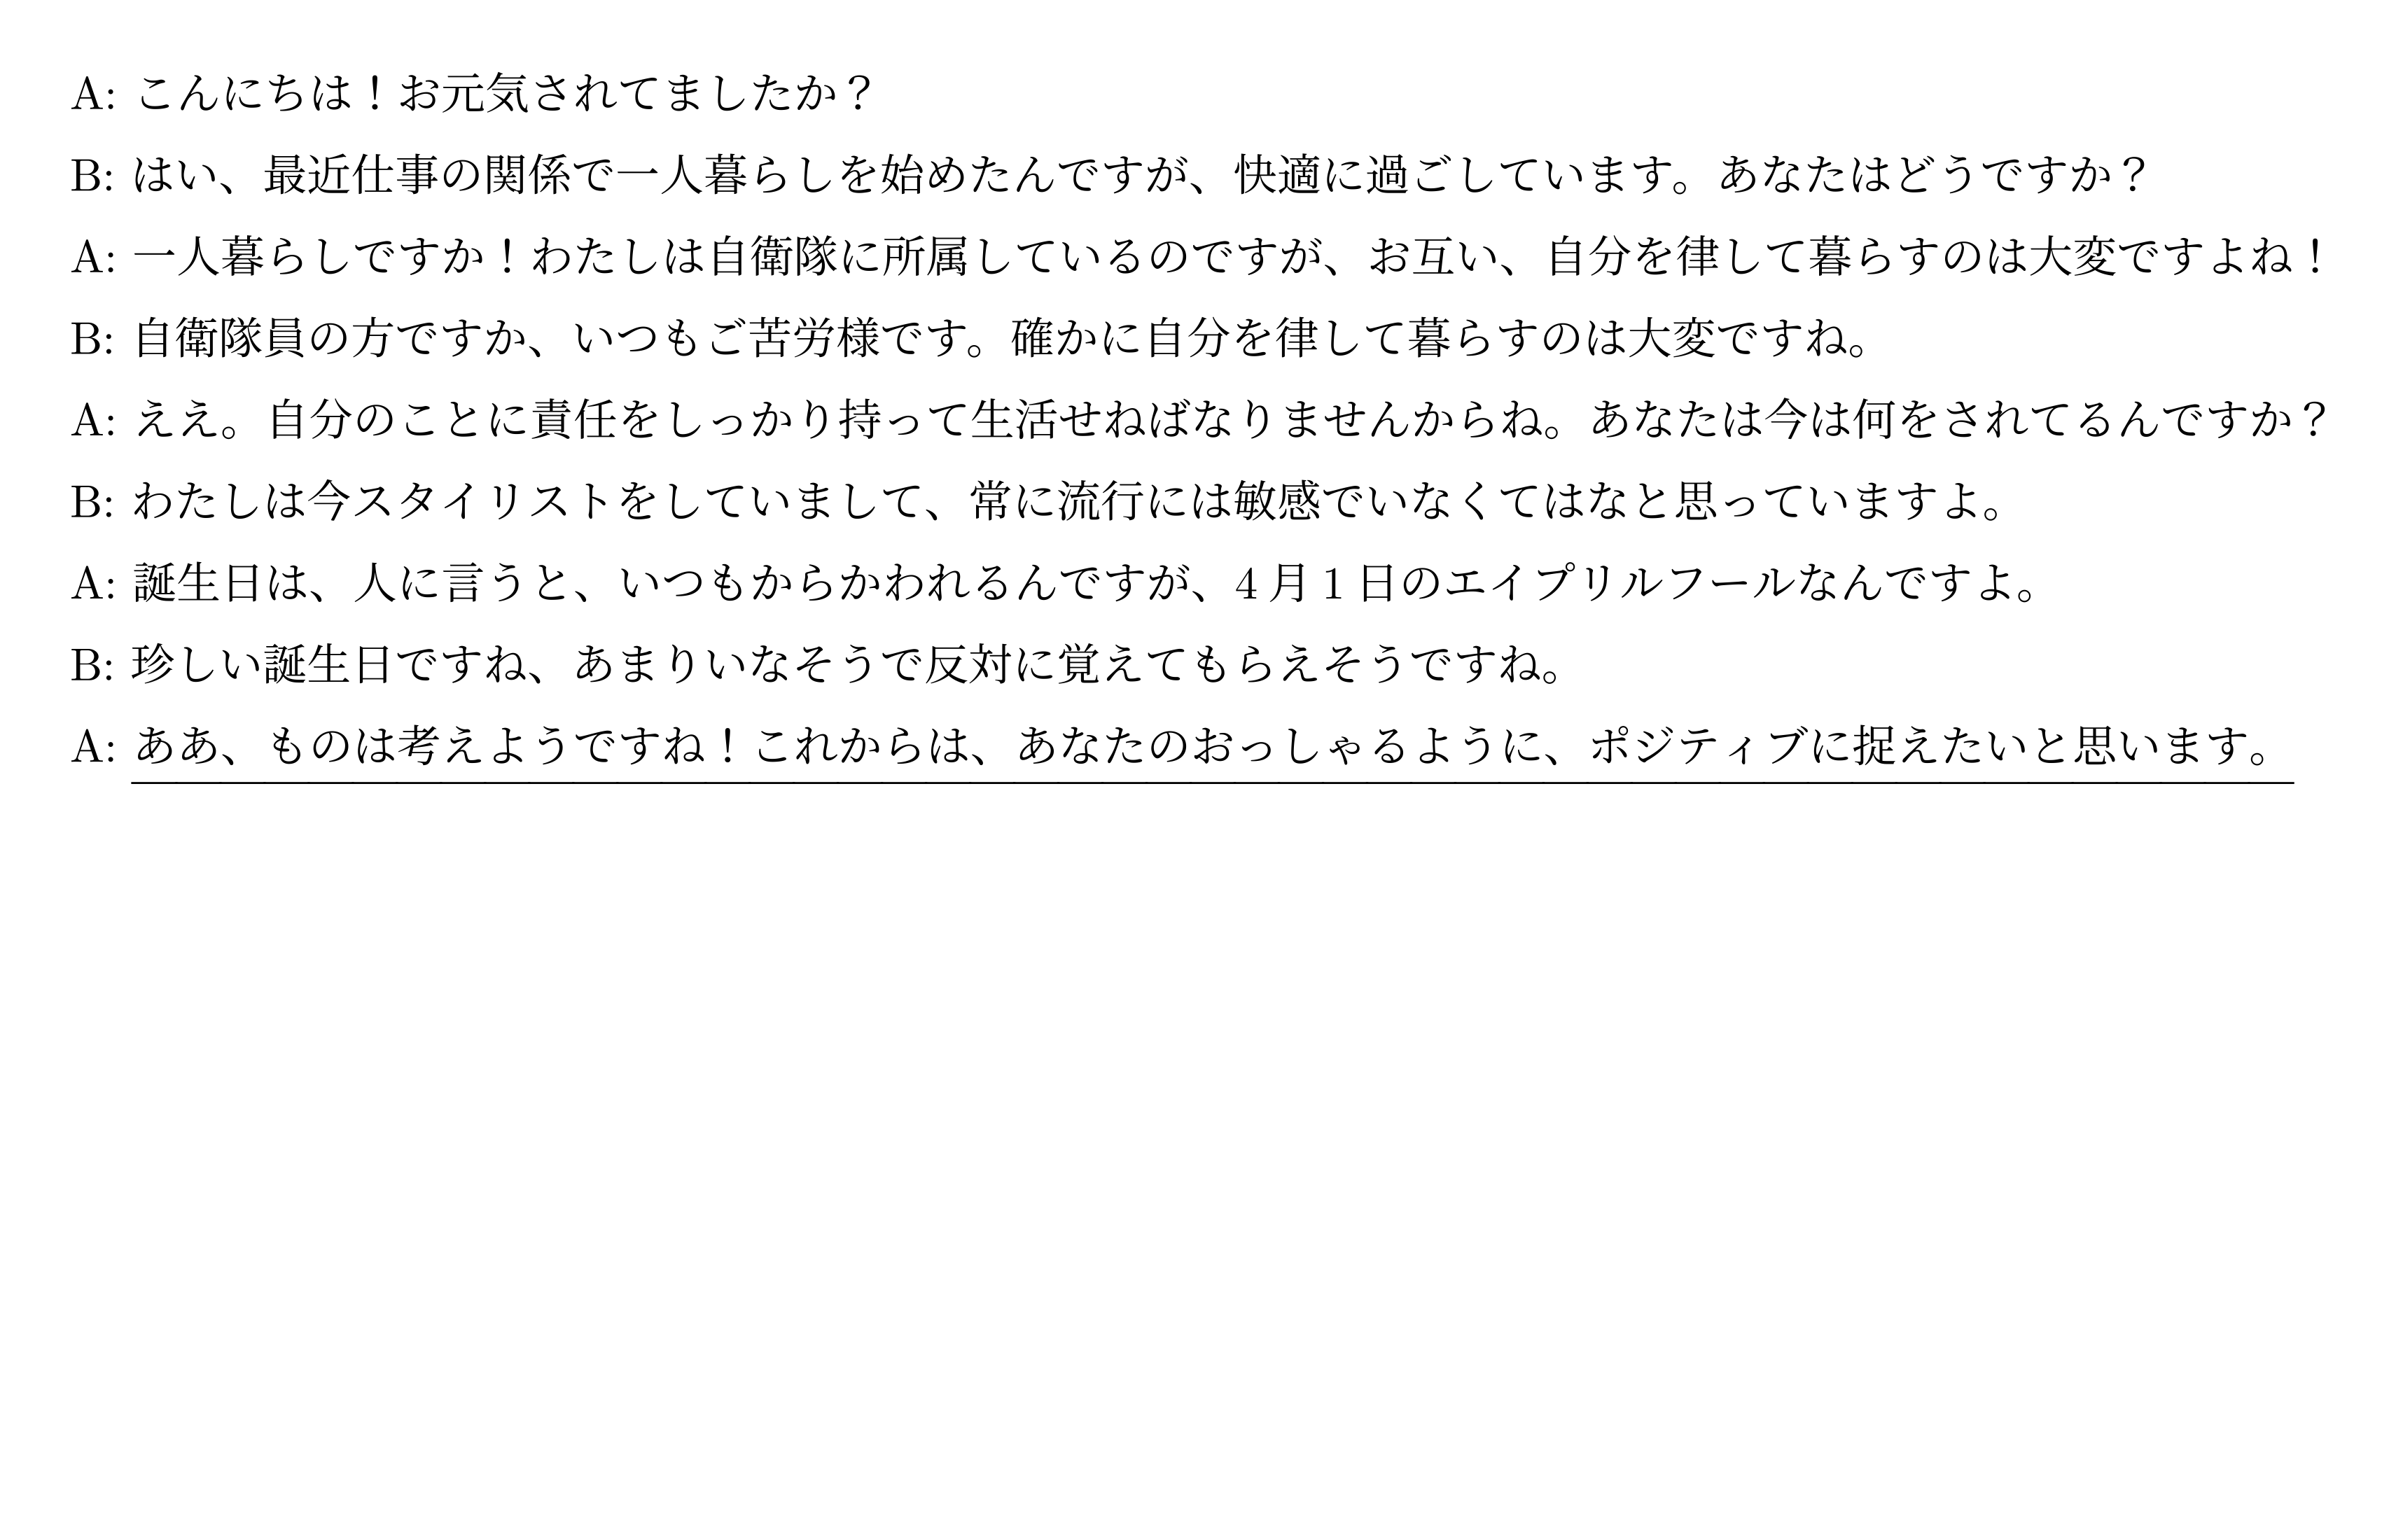 A: こんにちは！お元気されてましたか？
B: はい、最近仕事の関係で一人暮らしを始めたんですが、快適に過ごしています。あなたはどうですか？
A: 一人暮らしですか！わたしは自衛隊に所属しているのですが、お互い、自分を律して暮らすのは大変ですよね！
B: 自衛隊員の方ですか、いつもご苦労様です。確かに自分を律して暮らすのは大変ですね。
A: ええ。自分のことに責任をしっかり持って生活せねばなりませんからね。あなたは今は何をされてるんですか？
B: わたしは今スタイリストをしていまして、常に流行には敏感でいなくてはなと思っていますよ。
A: 誕生日は、人に言うと、いつもからかわれるんですが、4 月 1 日のエイプリルフールなんですよ。
B: 珍しい誕生日ですね、あまりいなそうで反対に覚えてもらえそうですね。
A: ああ、ものは考えようですね！これからは、あなたのおっしゃるように、ポジティブに捉えたいと思います。